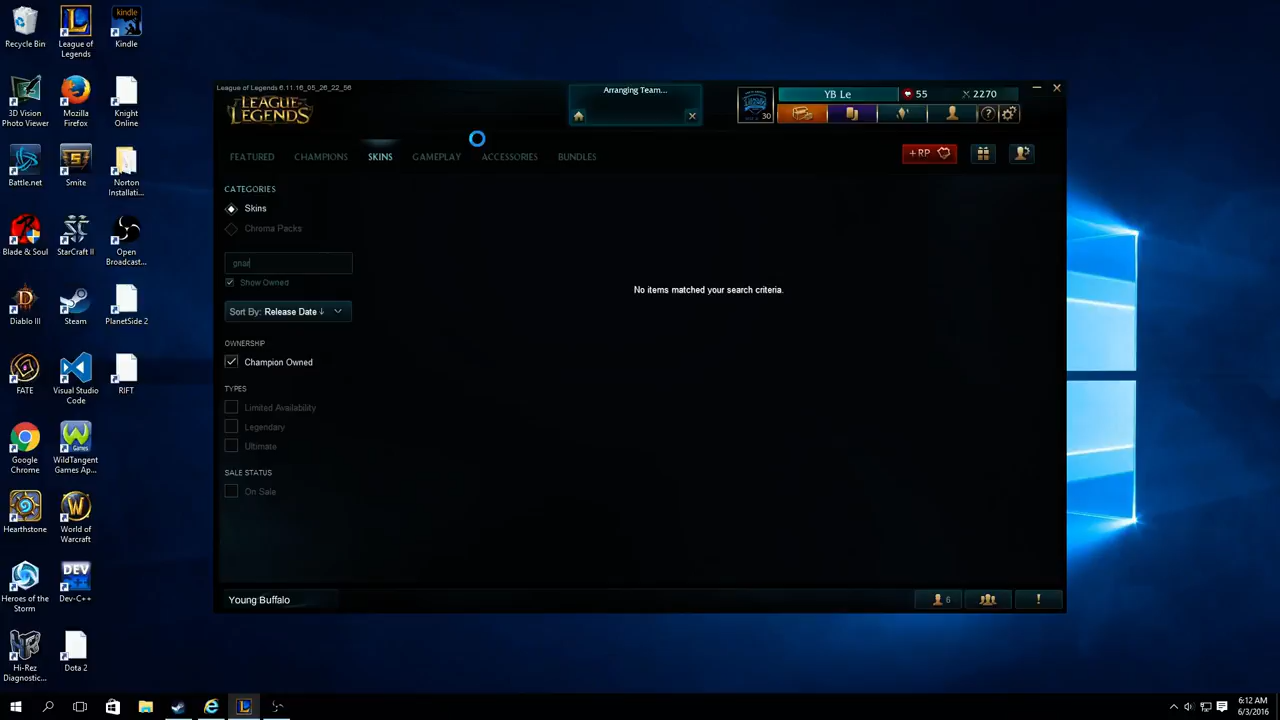 Recycle Bin
League of
Legends
kindle
Kindle
3D Vision
Photo Viewer
Mozilla
Firefox
Knight
Online
Battle.net
Smite
Norton
Installati...
Blade & Soul
StarCraft II
Open
Broadcast...
Diablo III
Steam
PlanetSide 2
FATE
Visual Studio
Code
RIFT
Google
Chrome
WildTangent
Games Ap...
Hearthstone
World of
Warcraft
Heroes of the
Storm
DEV
Dev-C++
Hi-Rez
Diagnostic...
Dota 2
League of Legends 6.11.16_05_26_22_56
LEAGUE OF
LEGENDS
Arranging Team...
30
YB Le
55
2270
FEATURED
CHAMPIONS
SKINS
GAMEPLAY
ACCESSORIES
BUNDLES
+RP
CATEGORIES
Skins
Chroma Packs
gnar
Show Owned
Sort By: Release Date ↓
OWNERSHIP
Champion Owned
TYPES
Limited Availability
Legendary
Ultimate
SALE STATUS
On Sale
No items matched your search criteria.
Young Buffalo
6
6:12 AM
6/3/2016